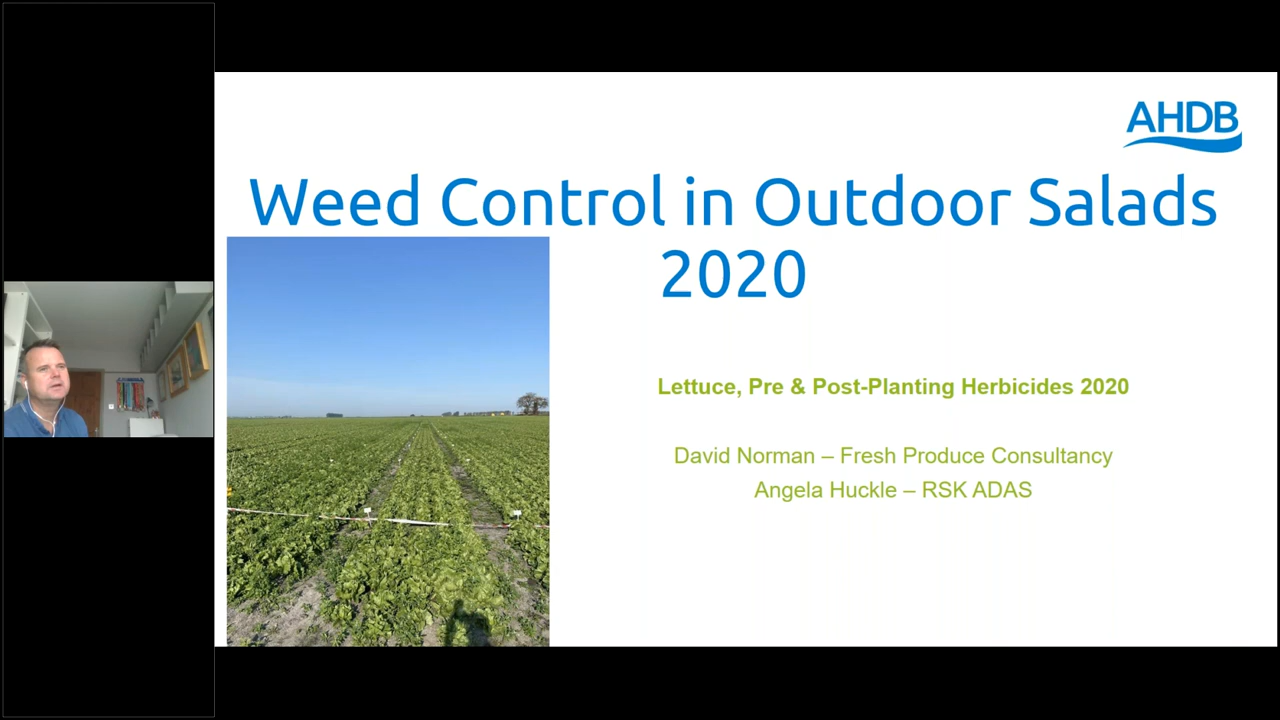 AHDB
Weed Control in Outdoor Salads
2020
Lettuce, Pre & Post-Planting Herbicides 2020
David Norman – Fresh Produce Consultancy
Angela Huckle – RSK ADAS